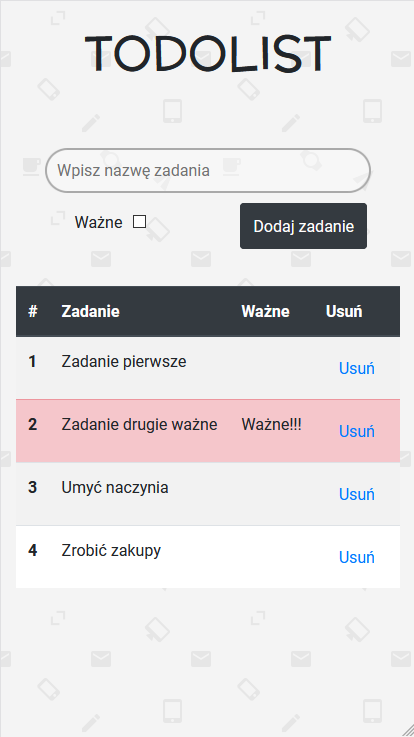 TODOLIST
Wpisz nazwę zadania
Ważne
Dodaj zadanie
# Zadanie Ważne Usuń
1 Zadanie pierwsze Usuń
2 Zadanie drugie ważne Ważne!!! Usuń
3 Umyć naczynia Usuń
4 Zrobić zakupy Usuń